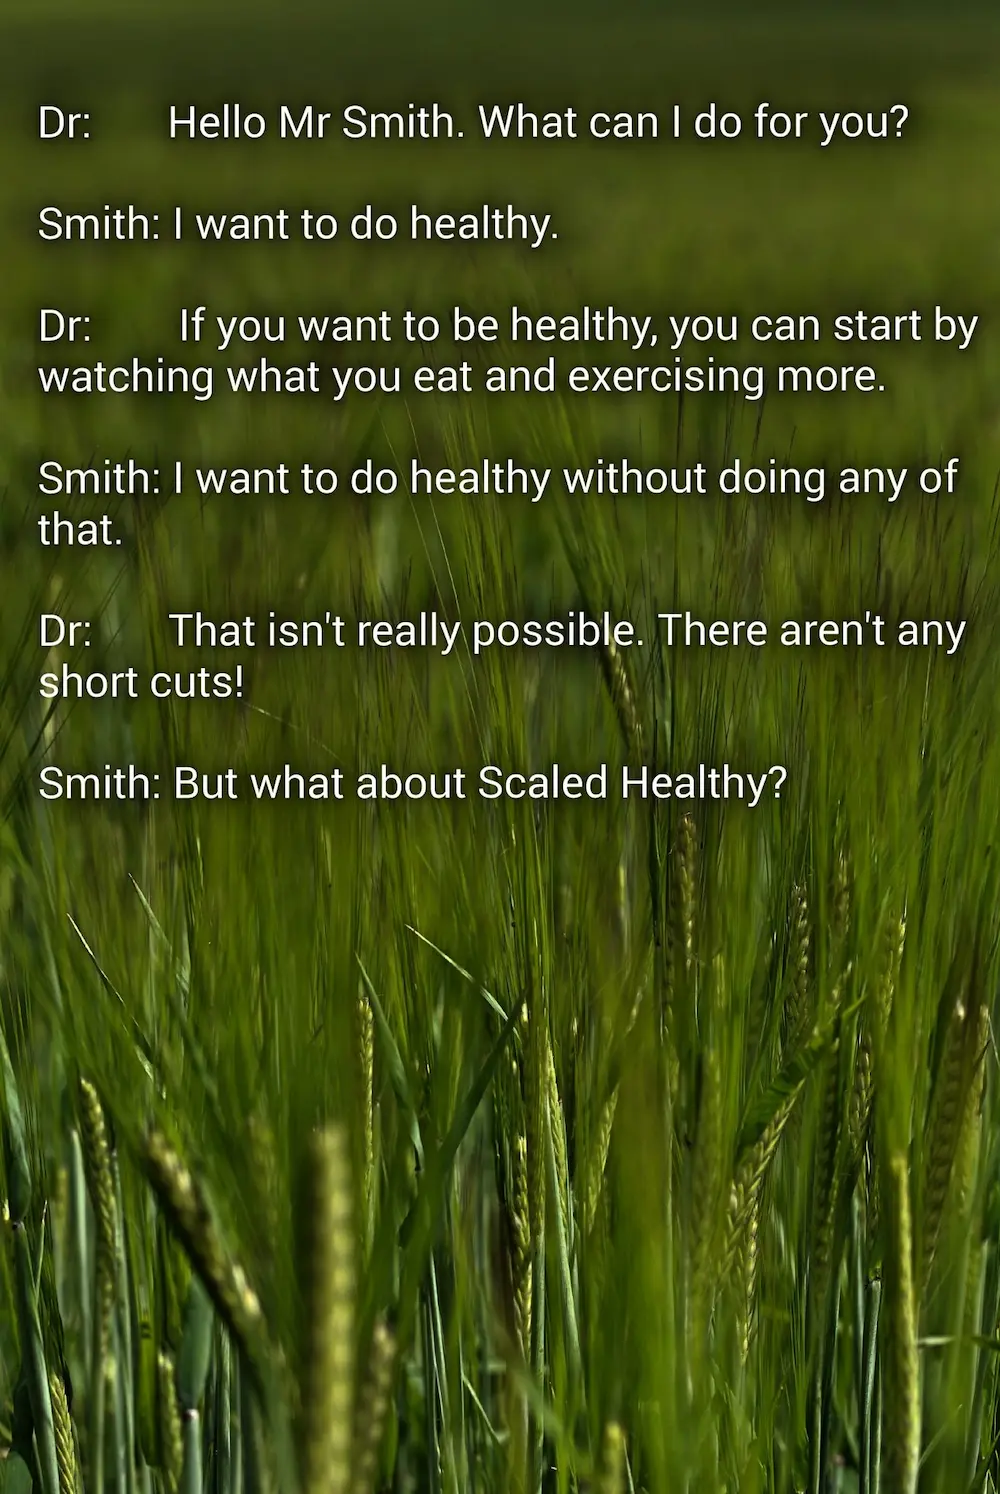 Dr: Hello Mr Smith. What can I do for you?
Smith: I want to do healthy.
Dr: If you want to be healthy, you can start by
watching what you eat and exercising more.
Smith: I want to do healthy without doing any of
that.
Dr: That isn't really possible. There aren't any
short cuts!
Smith: But what about Scaled Healthy?